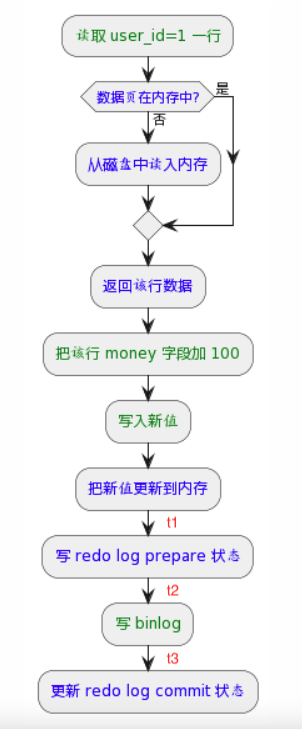 读取 user_id=1 一行
数据页在内存中?
是
否
从磁盘中读入内存
返回该行数据
把该行 money 字段加 100
写入新值
把新值更新到内存
t1
写 redo log prepare 状态
t2
写 binlog
t3
更新 redo log commit 状态